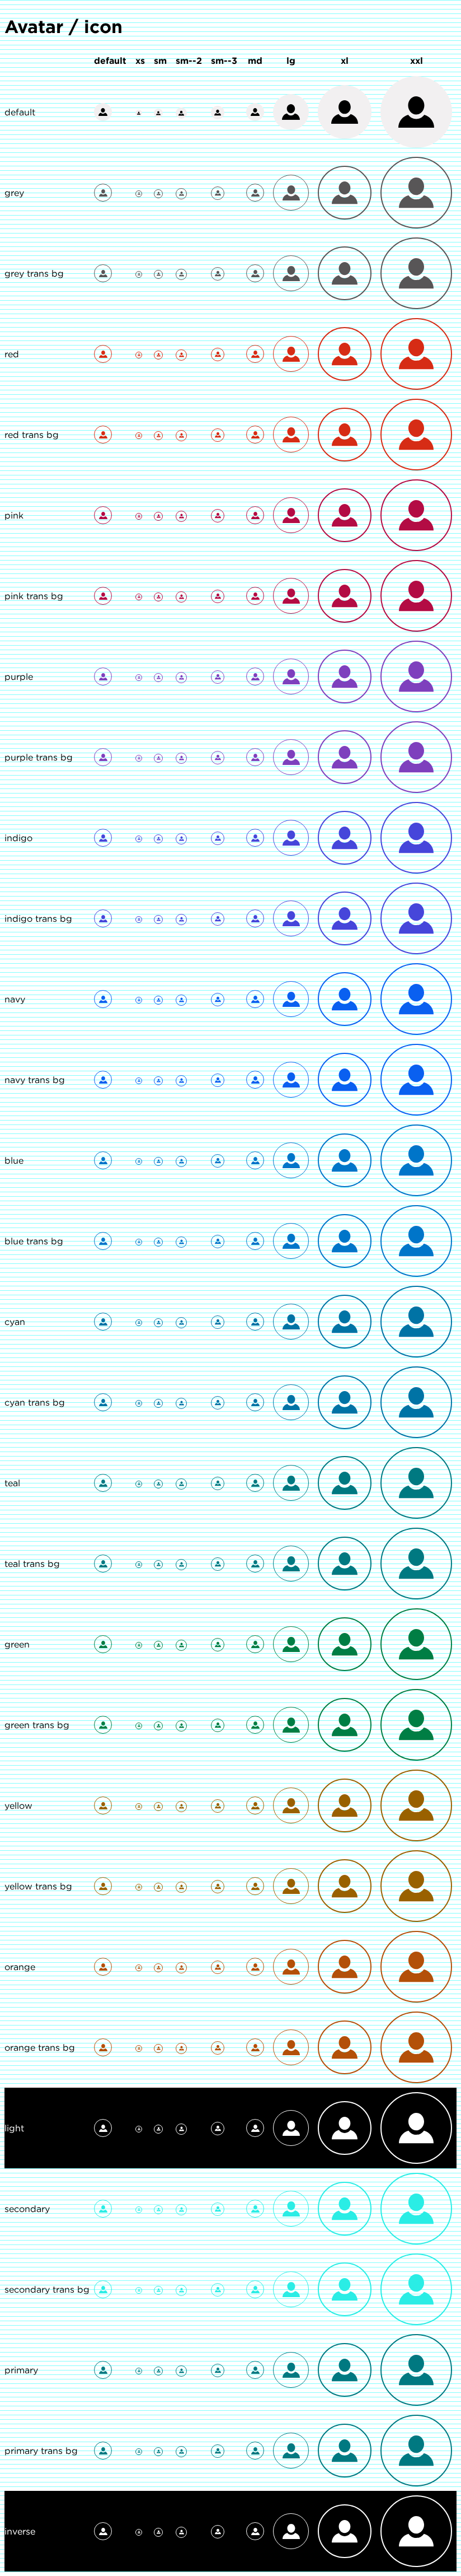 Avatar / icon
default xs sm sm--2 sm--3 md lg xl xxl
default
grey
grey trans bg
red
red trans bg
pink
pink trans bg
purple
purple trans bg
indigo
indigo trans bg
navy
navy trans bg
blue
blue trans bg
cyan
cyan trans bg
teal
teal trans bg
green
green trans bg
yellow
yellow trans bg
orange
orange trans bg
light
secondary
secondary trans bg
primary
primary trans bg
inverse